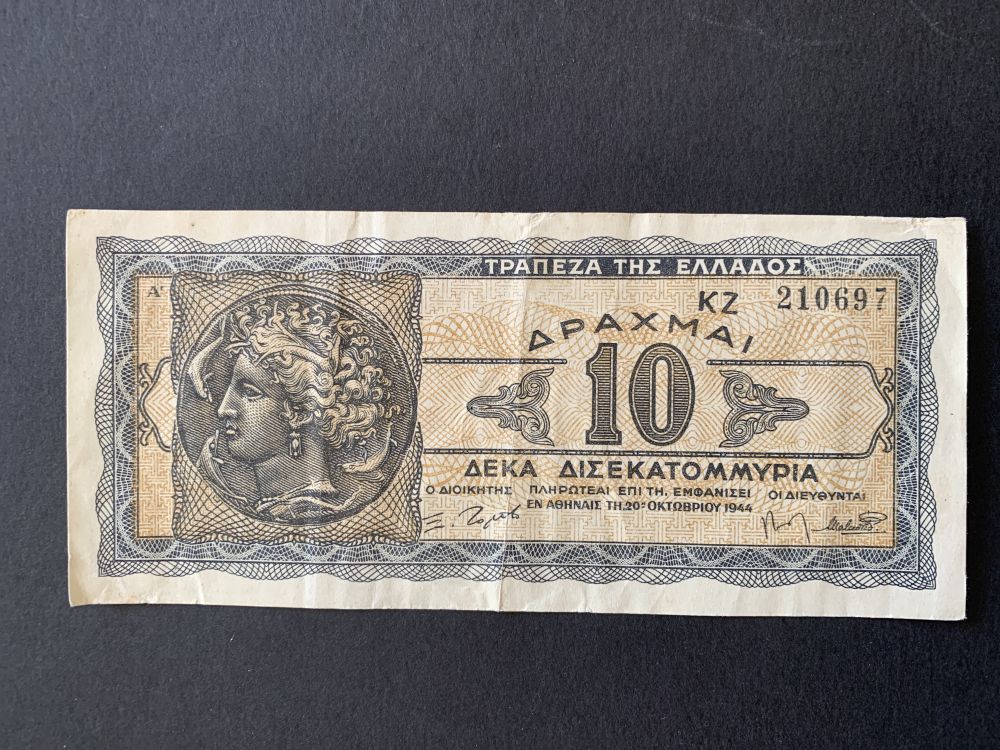 ΤΡΑΠΕΖΑ ΤΗΣ ΕΛΛΑΔΟΣ
Α'
ΚΖ 210697
ΔΡΑΧΜΑΙ
10
ΔΕΚΑ ΔΙΣΕΚΑΤΟΜΜΥΡΙΑ
Ο ΔΙΟΙΚΗΤΗΣ ΠΛΗΡΩΤΕΑΙ ΕΠΙ ΤΗ, ΕΜΦΑΝΙΣΕΙ ΟΙ ΔΙΕΥΘΥΝΤΑΙ
ΕΝ ΑΘΗΝΑΙΣ ΤΗ, 20ῌ ΟΚΤΩΒΡΙΟΥ 1944